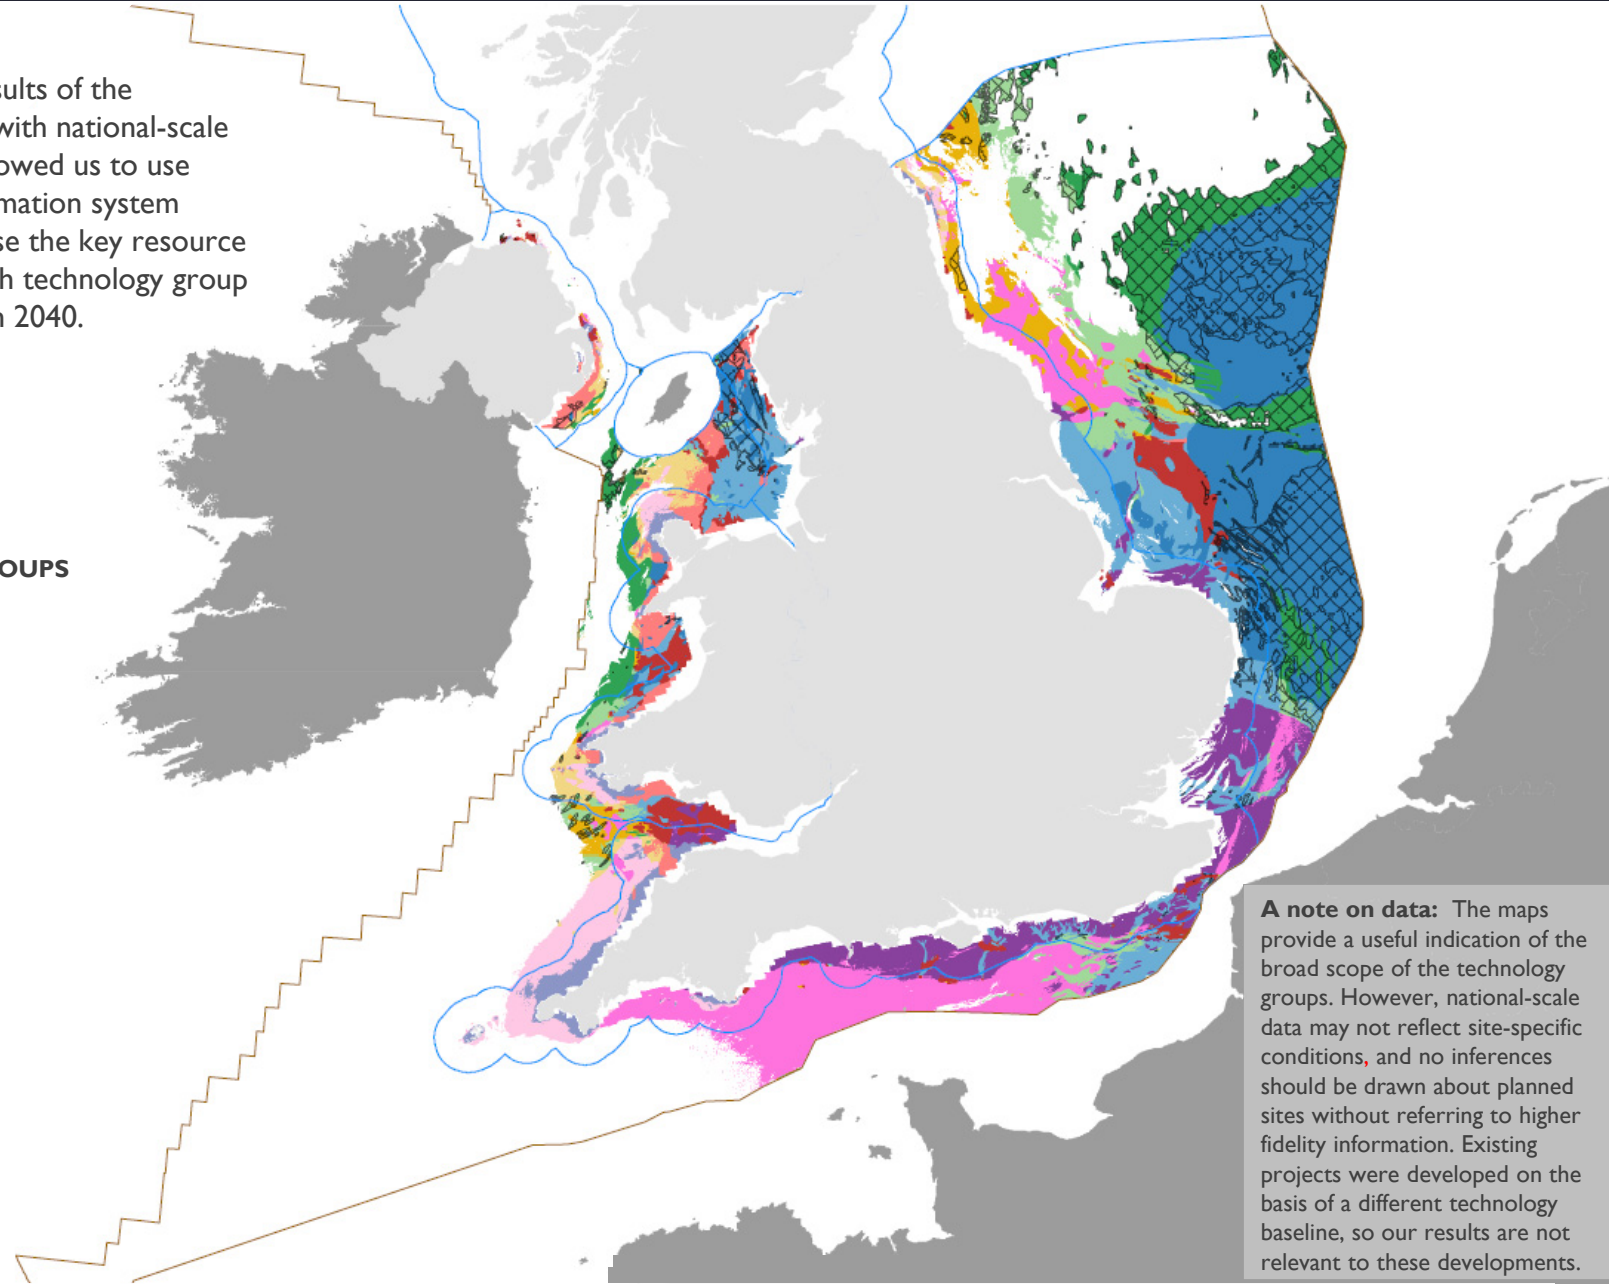 sults of the
with national-scale
owed us to use
mation system
se the key resource
h technology group
n 2040.
OUPS
A note on data: The maps
provide a useful indication of the
broad scope of the technology
groups. However, national-scale
data may not reflect site-specific
conditions, and no inferences
should be drawn about planned
sites without referring to higher
fidelity information. Existing
projects were developed on the
basis of a different technology
baseline, so our results are not
relevant to these developments.